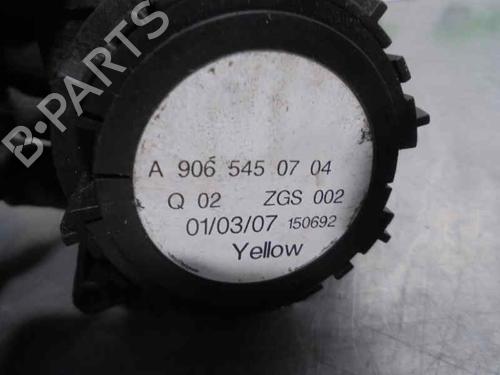 B-PARTS
A 906 545 07 04
Q 02 ZGS 002
01/03/07 150692
Yellow